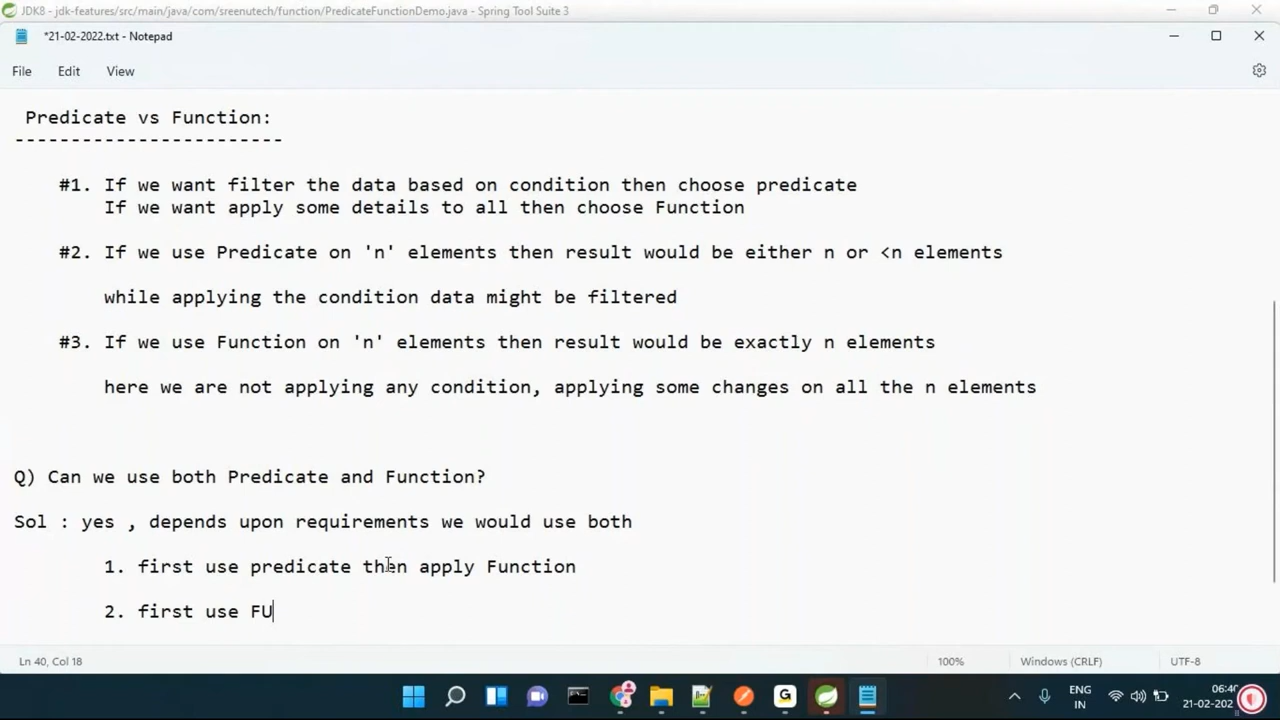 JDK8 - jdk-features/src/main/java/com/sreenutech/function/PredicateFunctionDemo.java - Spring Tool Suite 3
*21-02-2022.txt - Notepad
File Edit View
Predicate vs Function:
------------------------
#1. If we want filter the data based on condition then choose predicate
If we want apply some details to all then choose Function
#2. If we use Predicate on 'n' elements then result would be either n or <n elements
while applying the condition data might be filtered
#3. If we use Function on 'n' elements then result would be exactly n elements
here we are not applying any condition, applying some changes on all the n elements
Q) Can we use both Predicate and Function?
Sol : yes , depends upon requirements we would use both
1. first use predicate then apply Function
2. first use FU
Ln 40, Col 18 100% Windows (CRLF) UTF-8
ENG
IN